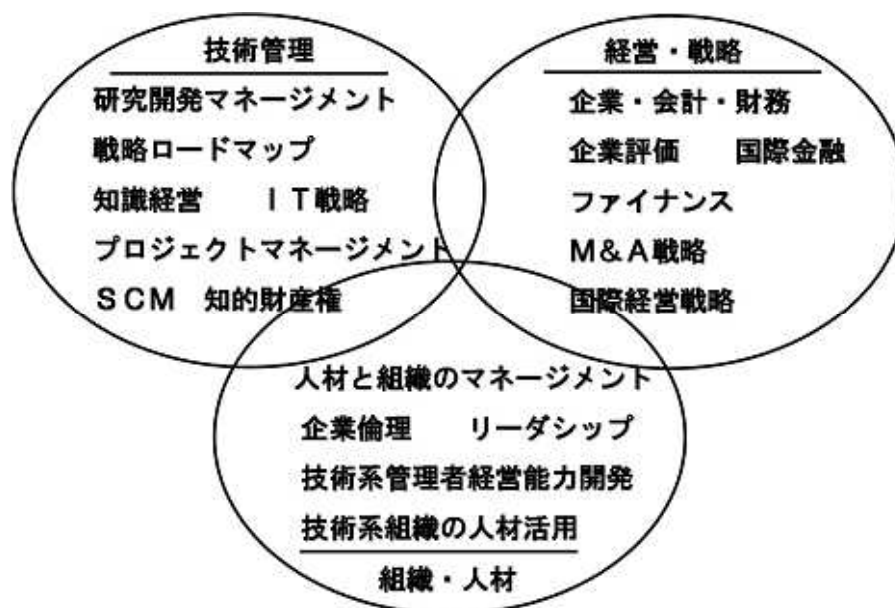 技術管理
研究開発マネージメント
戦略ロードマップ
知識経営　ＩＴ戦略
プロジェクトマネージメント
ＳＣＭ　知的財産権
経営・戦略
企業・会計・財務
企業評価　国際金融
ファイナンス
Ｍ＆Ａ戦略
国際経営戦略
人材と組織のマネージメント
企業倫理　リーダシップ
技術系管理者経営能力開発
技術系組織の人材活用
組織・人材